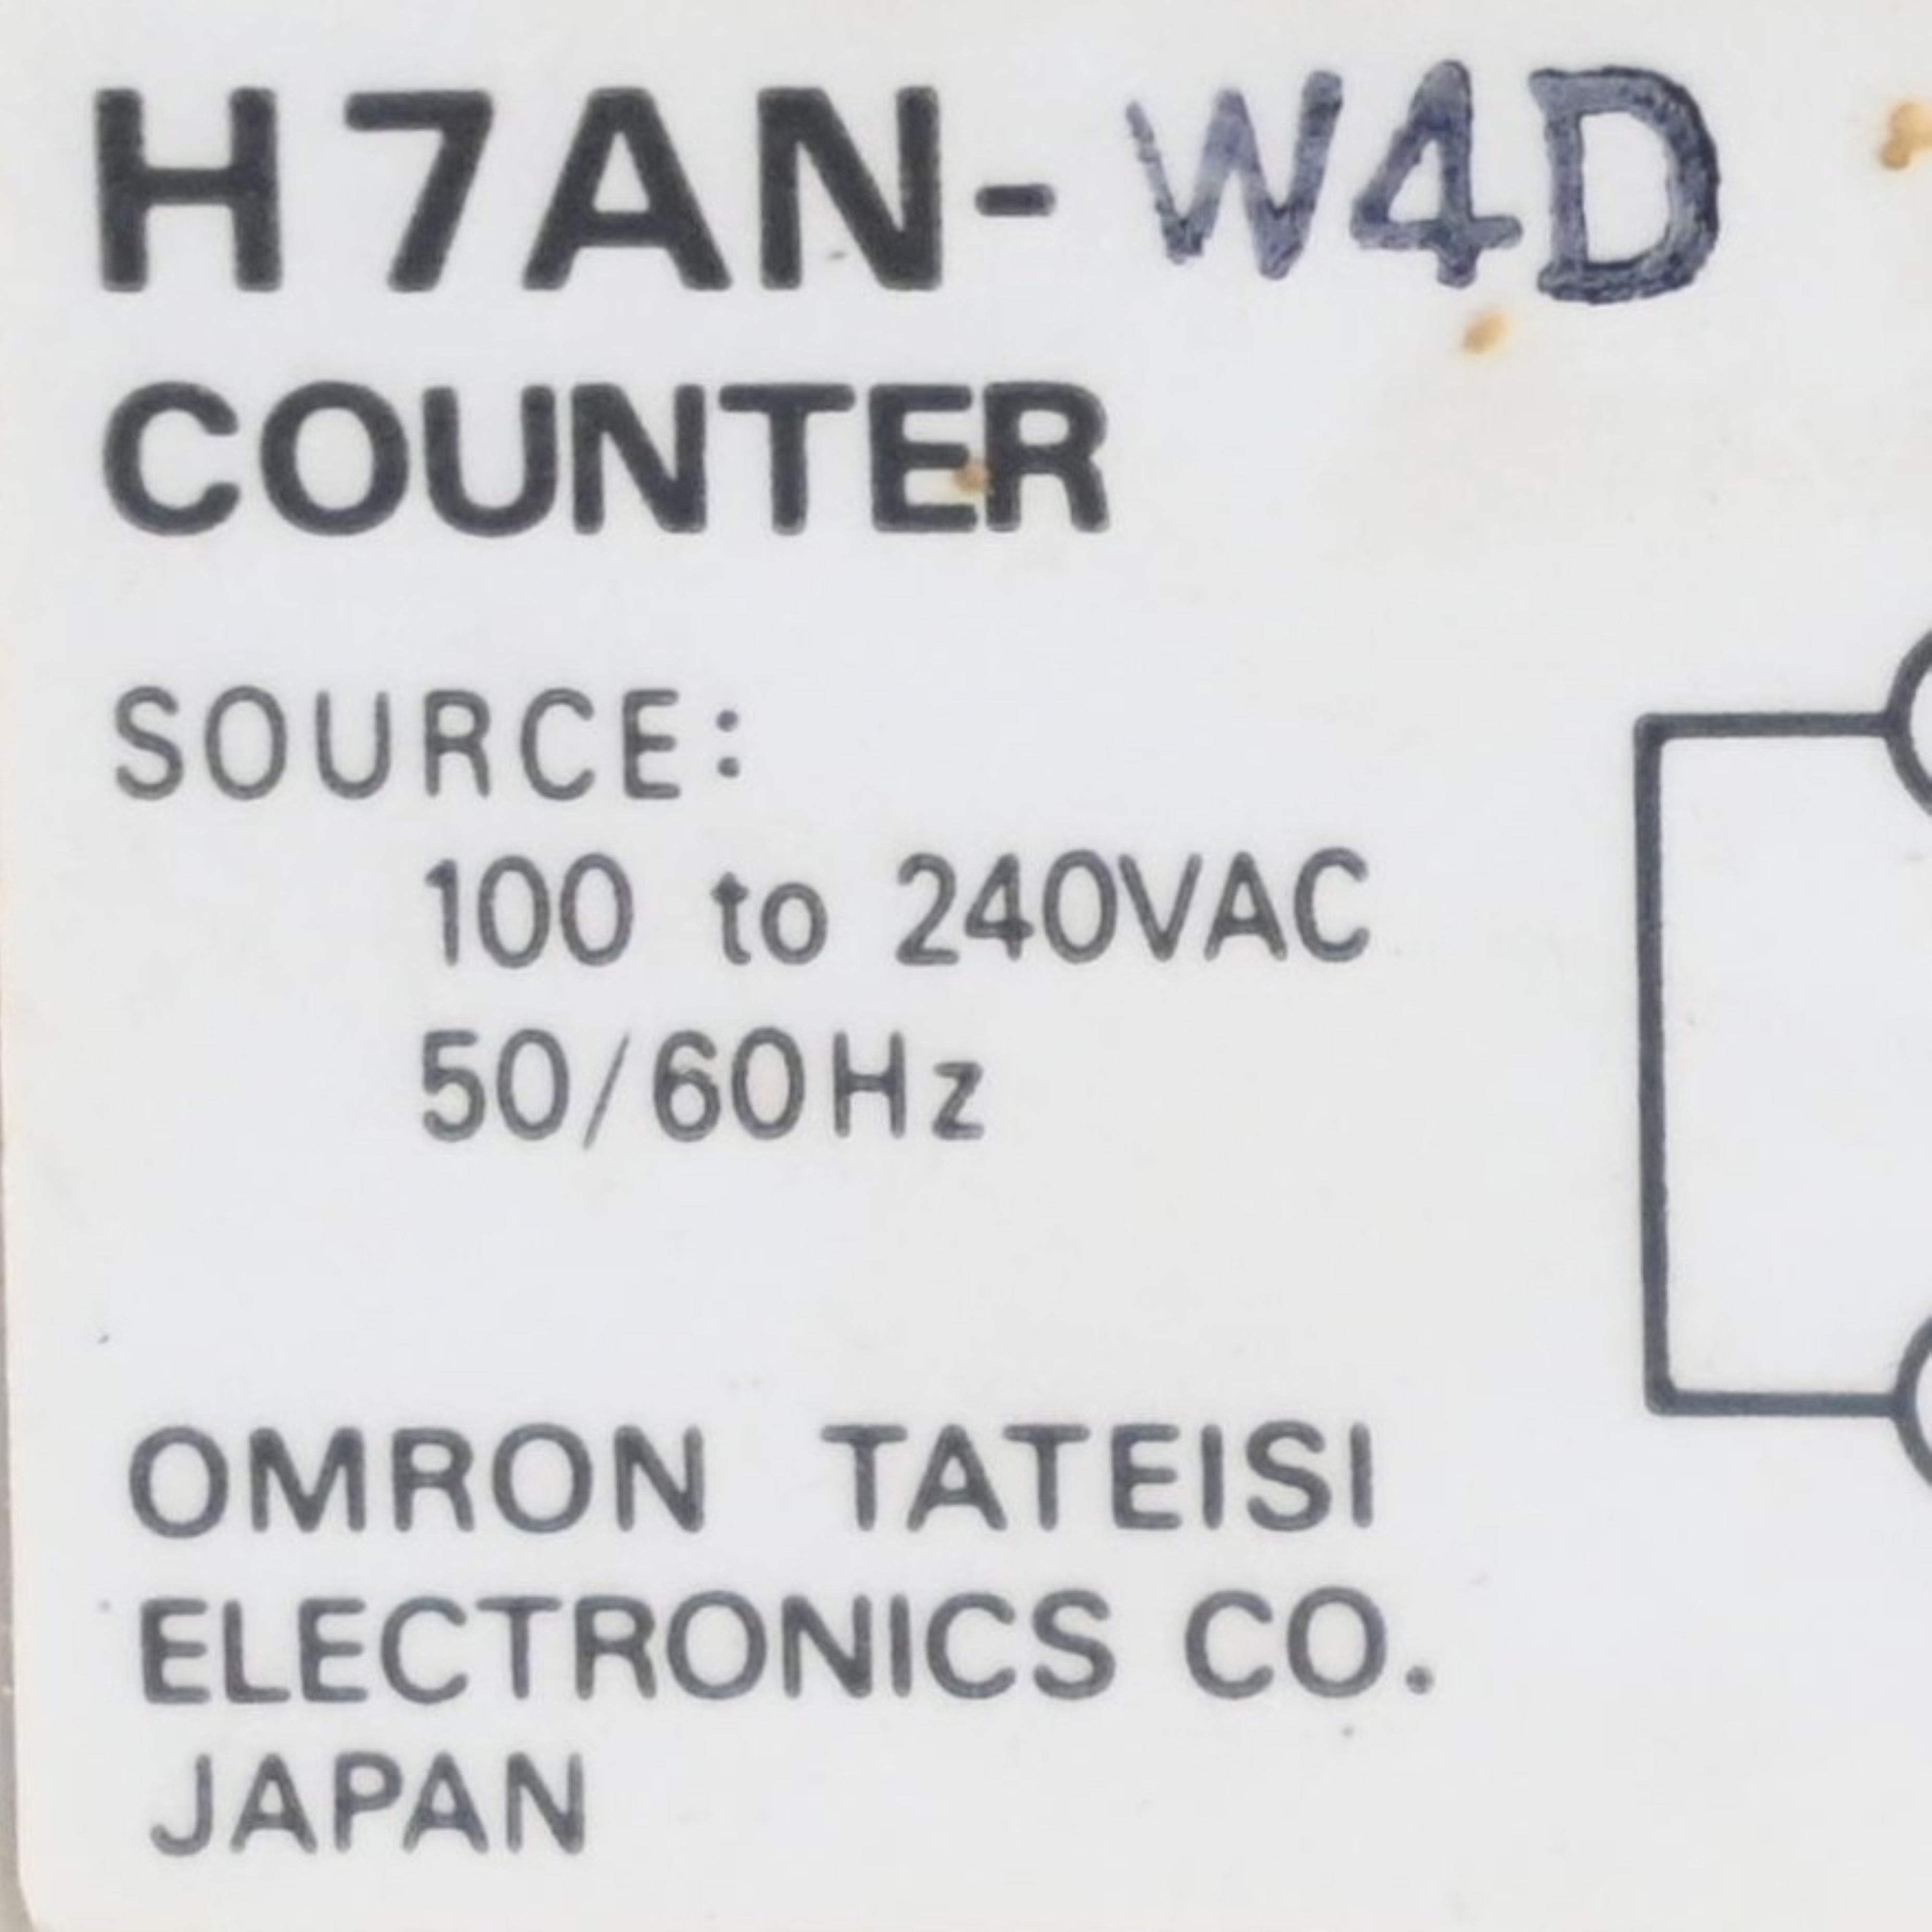 H7AN-W4D
COUNTER
SOURCE:
100 to 240VAC
50/60Hz
OMRON TATEISI
ELECTRONICS CO.
JAPAN